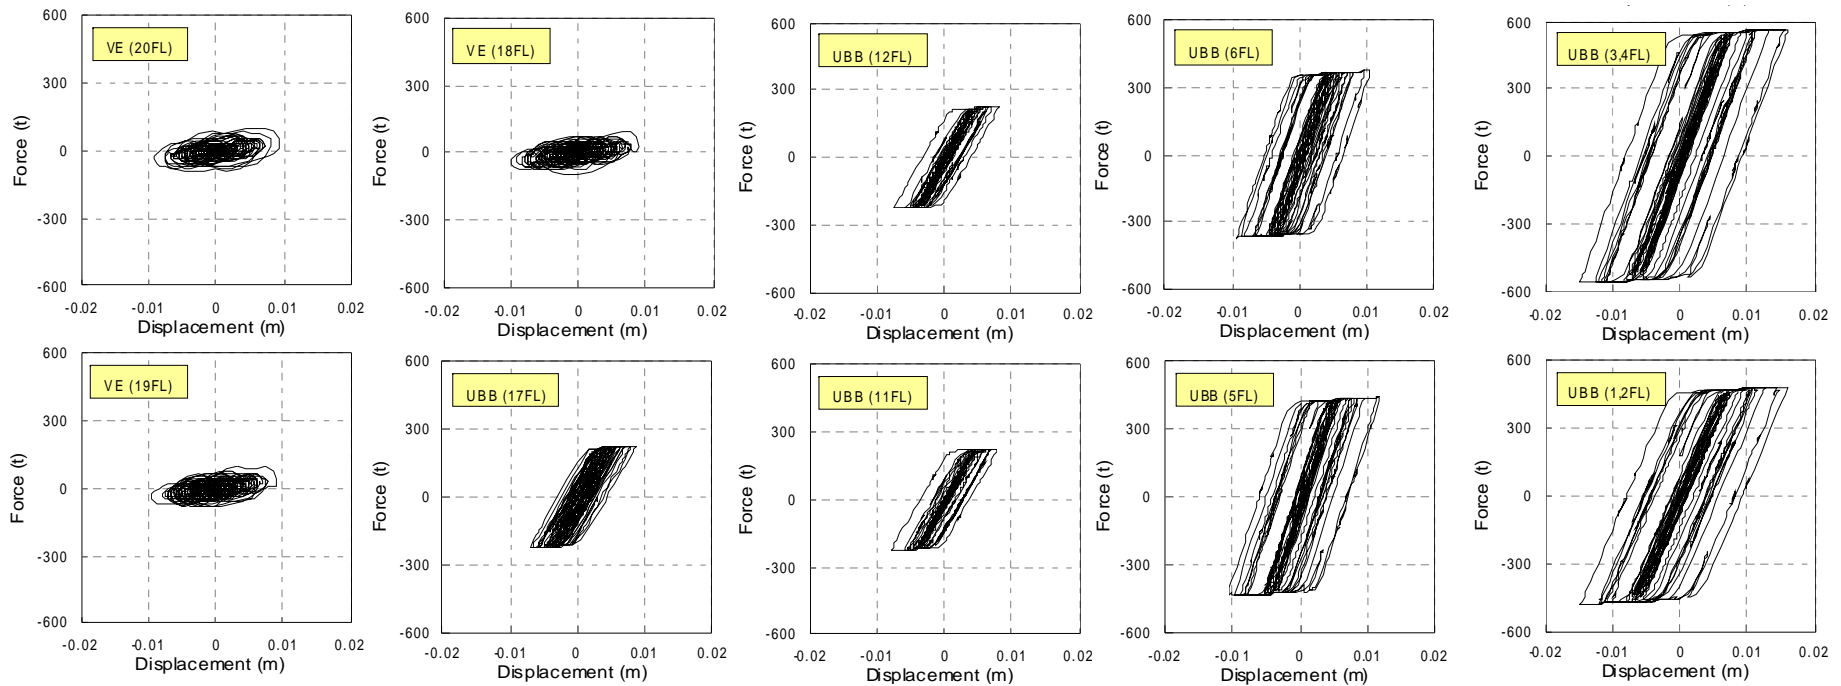 VE (20FL)
600
300
0
-300
-600
Force (t)
-0.02 -0.01 0 0.01 0.02
Displacement (m)
VE (18FL)
600
300
0
-300
-600
Force (t)
-0.02 -0.01 0 0.01 0.02
Displacement (m)
UBB (12FL)
600
300
0
-300
-600
Force (t)
-0.02 -0.01 0 0.01 0.02
Displacement (m)
UBB (6FL)
600
300
0
-300
-600
Force (t)
-0.02 -0.01 0 0.01 0.02
Displacement (m)
UBB (3,4FL)
600
300
0
-300
-600
Force (t)
-0.02 -0.01 0 0.01 0.02
Displacement (m)
VE (19FL)
600
300
0
-300
-600
Force (t)
-0.02 -0.01 0 0.01 0.02
Displacement (m)
UBB (17FL)
600
300
0
-300
-600
Force (t)
-0.02 -0.01 0 0.01 0.02
Displacement (m)
UBB (11FL)
600
300
0
-300
-600
Force (t)
-0.02 -0.01 0 0.01 0.02
Displacement (m)
UBB (5FL)
600
300
0
-300
-600
Force (t)
-0.02 -0.01 0 0.01 0.02
Displacement (m)
UBB (1,2FL)
600
300
0
-300
-600
Force (t)
-0.02 -0.01 0 0.01 0.02
Displacement (m)